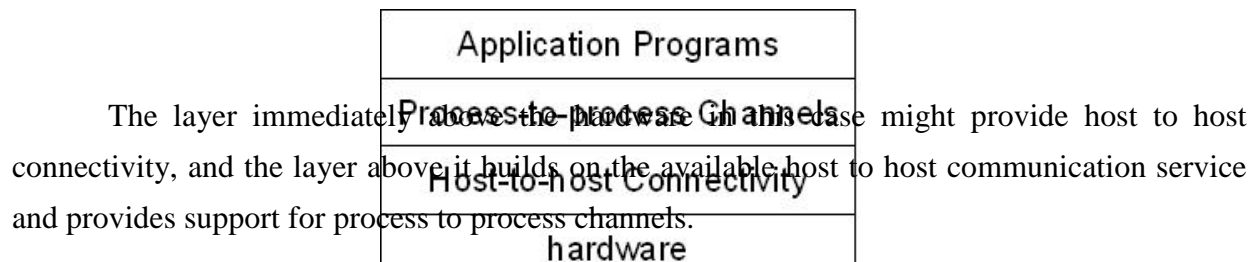 Application Programs
Process-to-process Channels
The layer immediately above the hardware in this case might provide host to host
Host-to-host Connectivity
connectivity, and the layer above it builds on the available host to host communication service
and provides support for process to process channels.
hardware